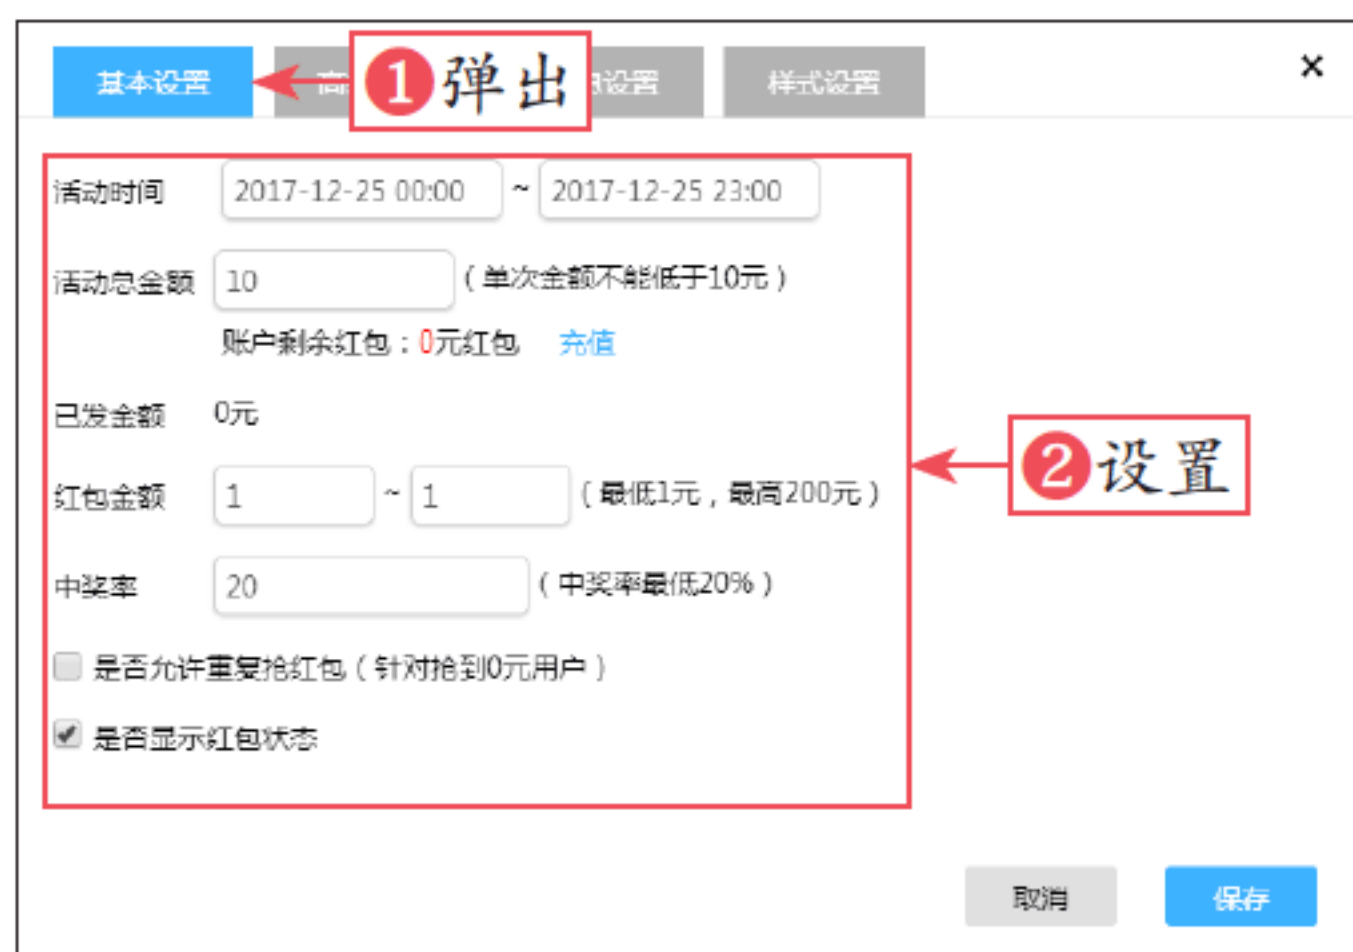 基本设置
❶弹出
设置
样式设置
×
活动时间 2017-12-25 00:00 ~ 2017-12-25 23:00
活动总金额 10 （单次金额不能低于10元）
账户剩余红包：0元红包 充值
已发金额 0元
红包金额 1 ~ 1 （最低1元，最高200元）
❷设置
中奖率 20 （中奖率最低20%）
是否允许重复抢红包（针对抢到0元用户）
是否显示红包状态
取消 保存